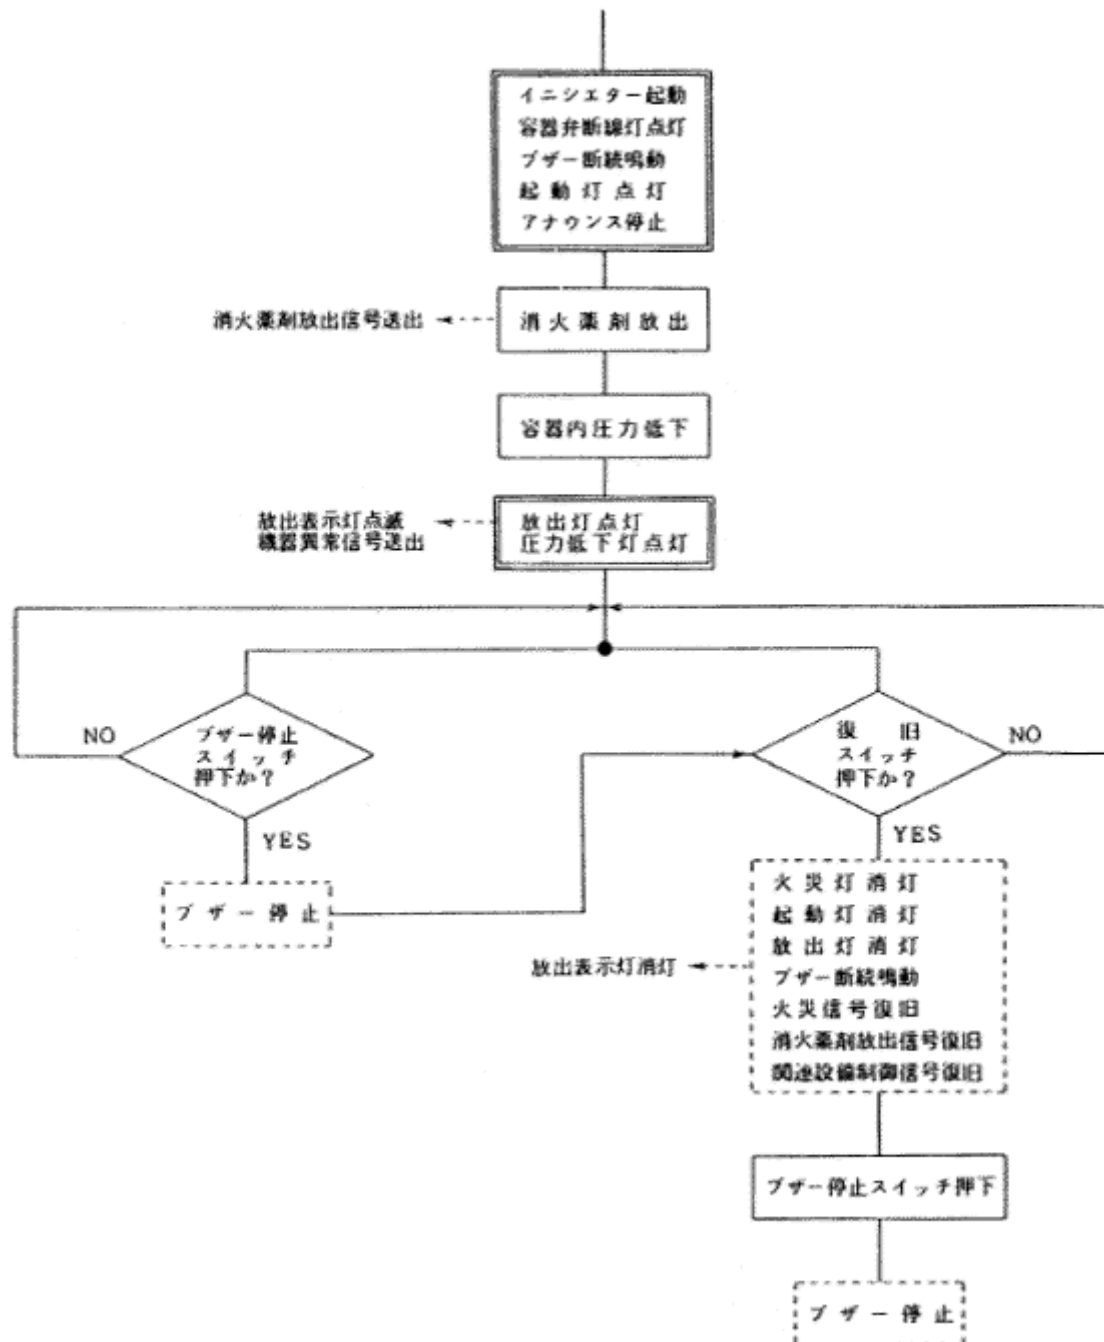 イニシエター起動
容器弁断線灯点灯
ブザー断続鳴動
起動灯点灯
アナウンス停止
消火薬剤放出信号送出
消火薬剤放出
容器内圧力低下
放出表示灯点滅
機器異常信号送出
放出灯点灯
圧力低下灯点灯
NO
ブザー停止
スイッチ
押下か?
YES
ブザー停止
復旧
スイッチ
押下か?
NO
YES
火災灯消灯
起動灯消灯
放出灯消灯
ブザー断続鳴動
火災信号復旧
消火薬剤放出信号復旧
関連設備制御信号復旧
放出表示灯消灯
ブザー停止スイッチ押下
ブザー停止